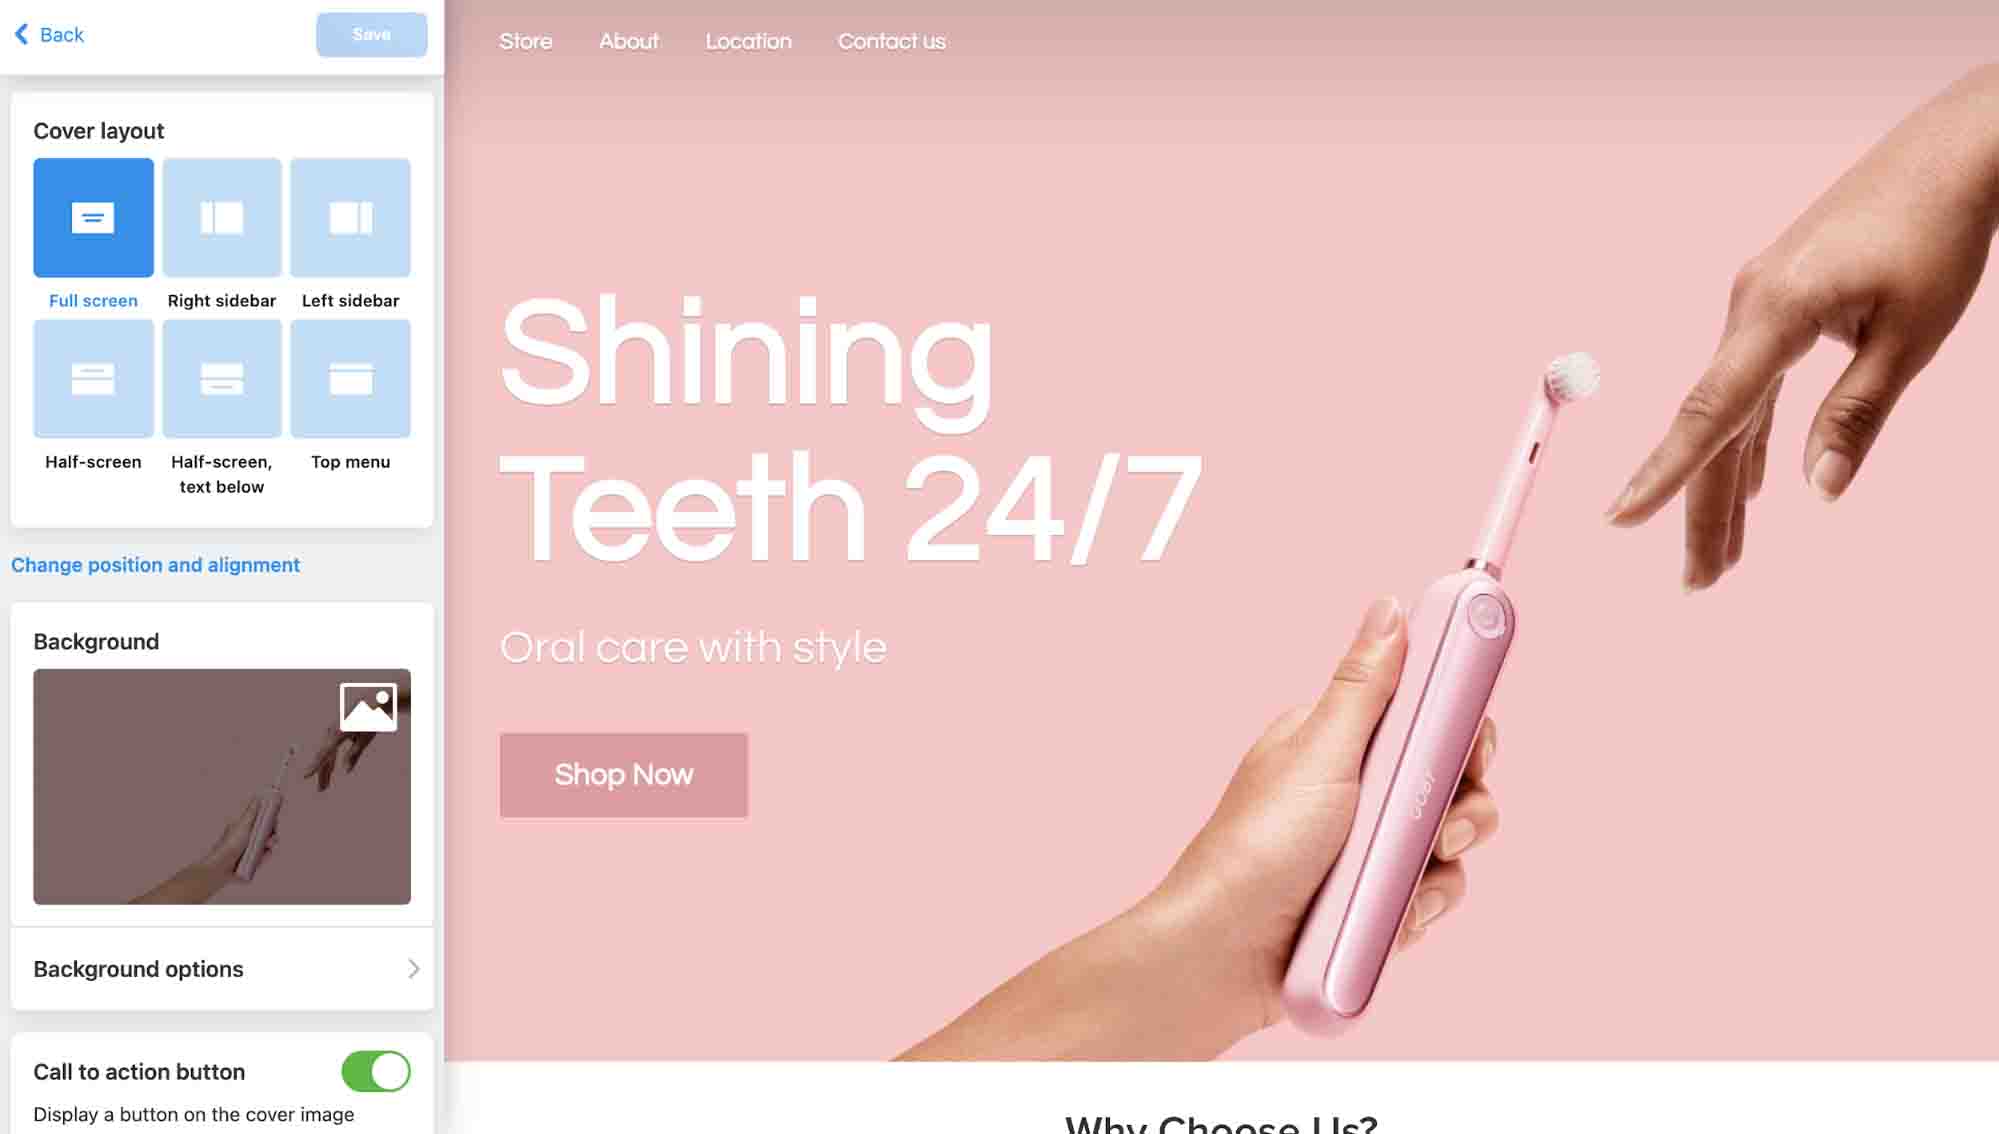 Back
Save
Cover layout
Full screen
Right sidebar
Left sidebar
Half-screen
Half-screen,
text below
Top menu
Change position and alignment
Background
Background options
Call to action button
Display a button on the cover image
Store
About
Location
Contact us
Shining
Teeth 24/7
Oral care with style
Shop Now
Why Choose Us?